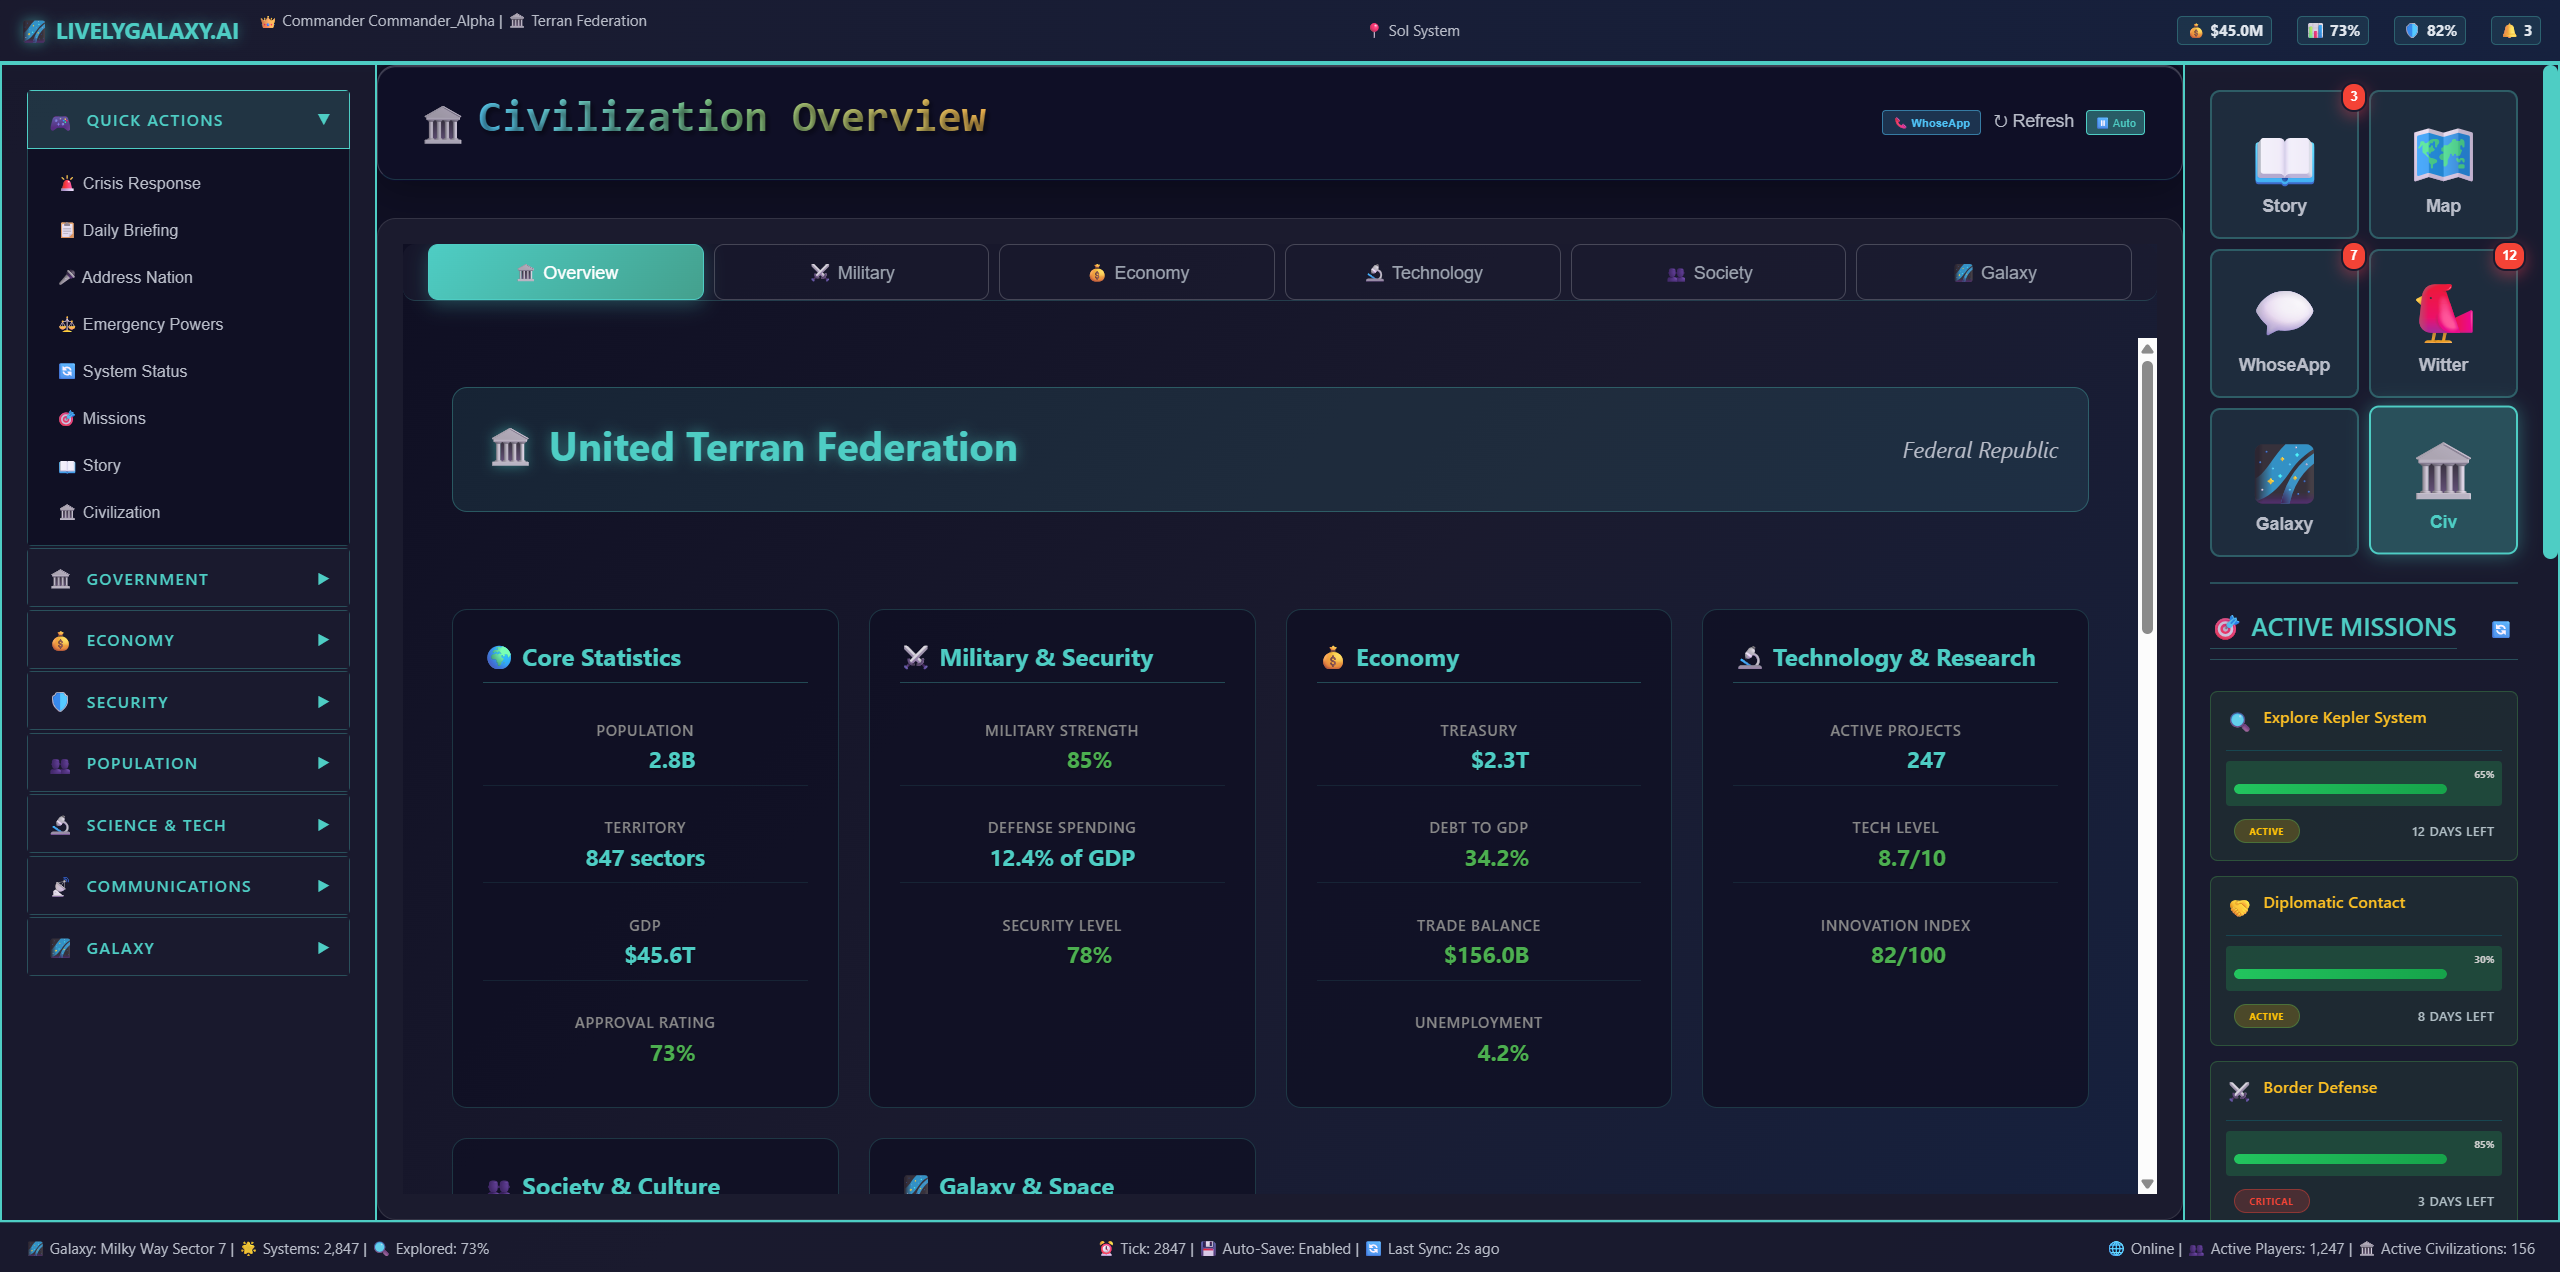 LIVELYGALAXY.AI
Commander Commander_Alpha | Terran Federation
Sol System
$45.0M
73%
82%
3
QUICK ACTIONS
Crisis Response
Daily Briefing
Address Nation
Emergency Powers
System Status
Missions
Story
Civilization
GOVERNMENT
ECONOMY
SECURITY
POPULATION
SCIENCE & TECH
COMMUNICATIONS
GALAXY
Civilization Overview
WhoseApp
↻ Refresh
Auto
Overview
Military
Economy
Technology
Society
Galaxy
United Terran Federation
Federal Republic
Core Statistics
POPULATION
2.8B
TERRITORY
847 sectors
GDP
$45.6T
APPROVAL RATING
73%
Military & Security
MILITARY STRENGTH
85%
DEFENSE SPENDING
12.4% of GDP
SECURITY LEVEL
78%
Economy
TREASURY
$2.3T
DEBT TO GDP
34.2%
TRADE BALANCE
$156.0B
UNEMPLOYMENT
4.2%
Technology & Research
ACTIVE PROJECTS
247
TECH LEVEL
8.7/10
INNOVATION INDEX
82/100
Society & Culture
Galaxy & Space
3
Story
Map
7
WhoseApp
12
Witter
Galaxy
Civ
ACTIVE MISSIONS
Explore Kepler System
65%
ACTIVE
12 DAYS LEFT
Diplomatic Contact
30%
ACTIVE
8 DAYS LEFT
Border Defense
85%
CRITICAL
3 DAYS LEFT
Galaxy: Milky Way Sector 7 | Systems: 2,847 | Explored: 73%
Tick: 2847 | Auto-Save: Enabled | Last Sync: 2s ago
Online | Active Players: 1,247 | Active Civilizations: 156